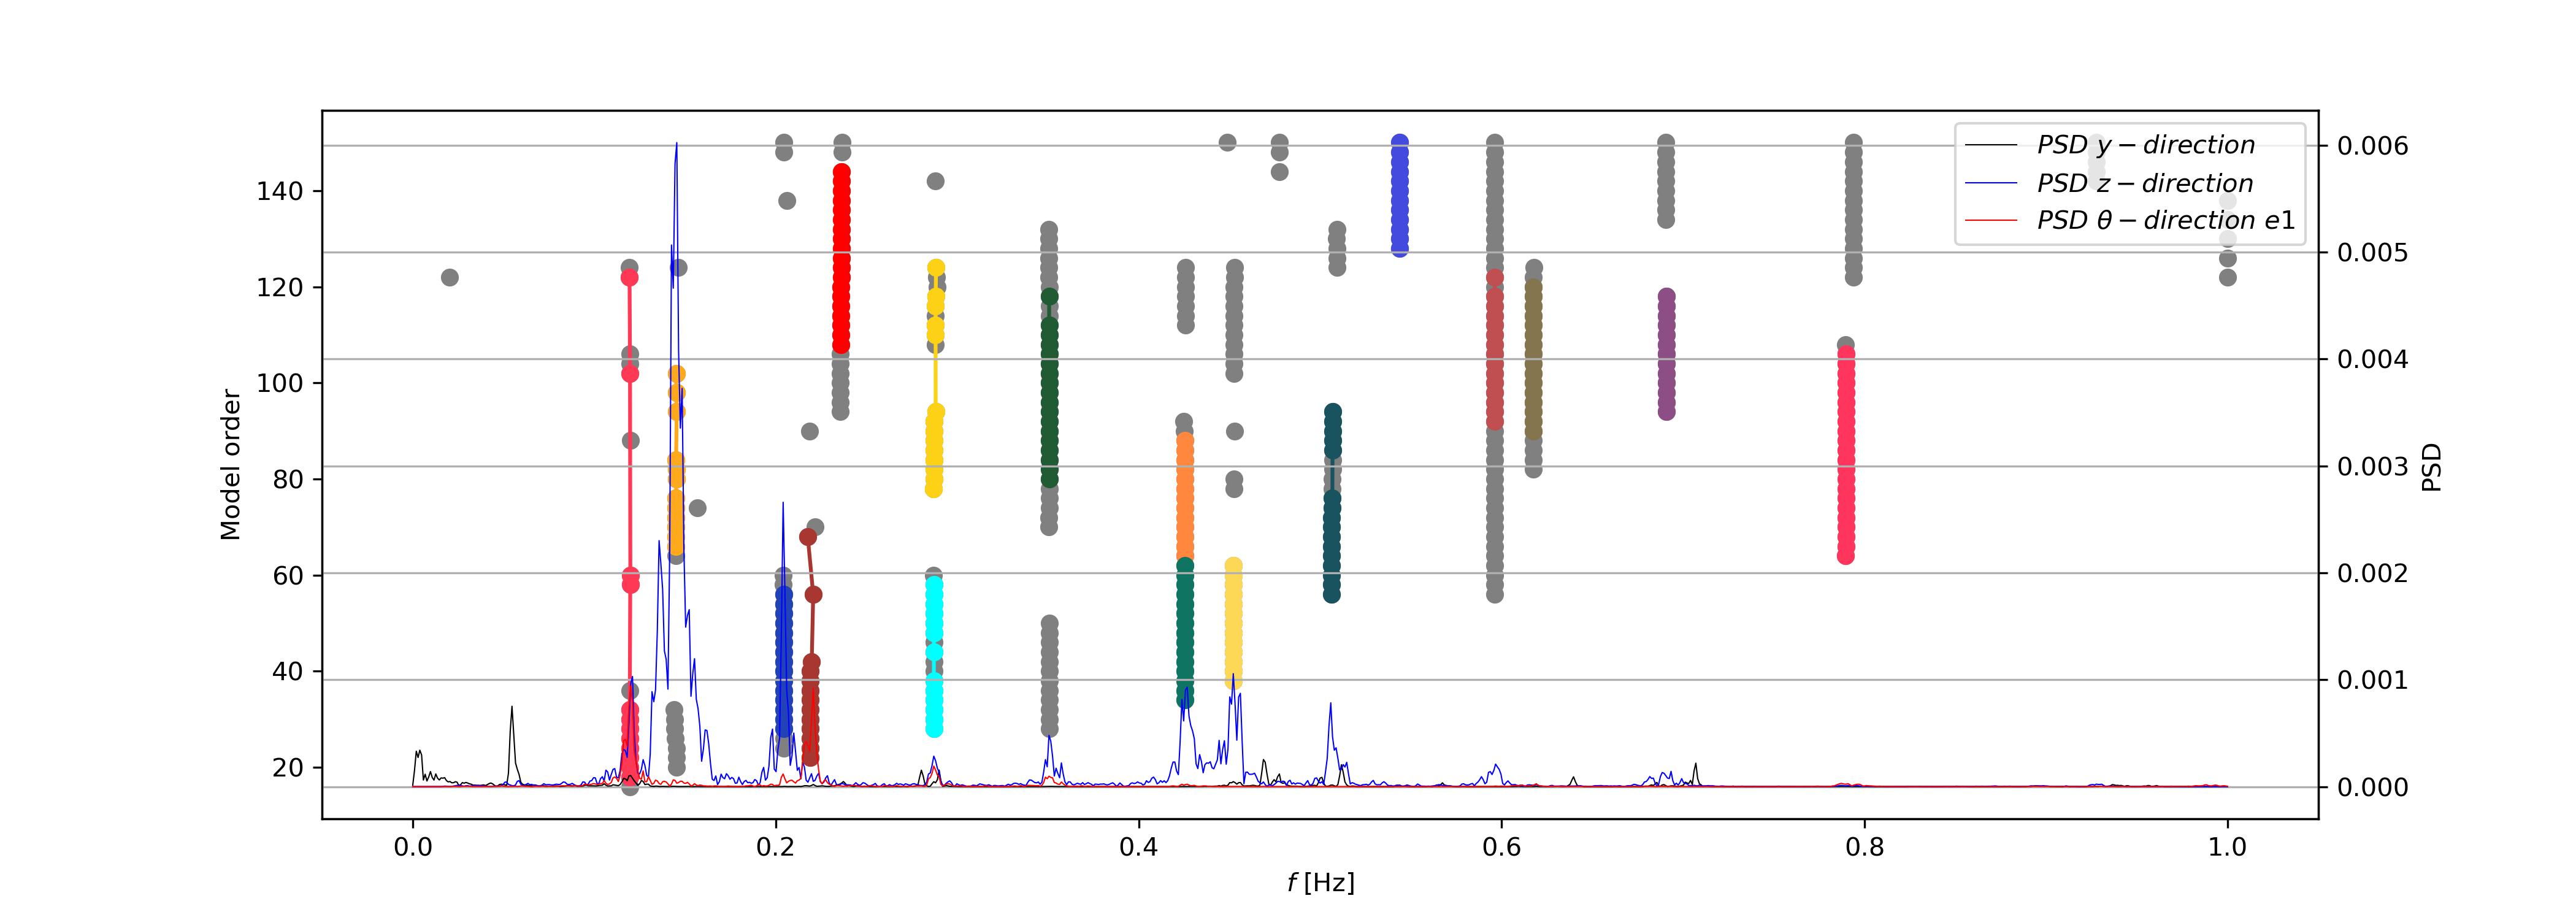 PSD y − direction
PSD z − direction
PSD θ − direction e1
Model order
140
120
100
80
60
40
20
0.006
0.005
0.004
0.003
0.002
0.001
0.000
PSD
0.0 0.2 0.4 0.6 0.8 1.0
f [Hz]